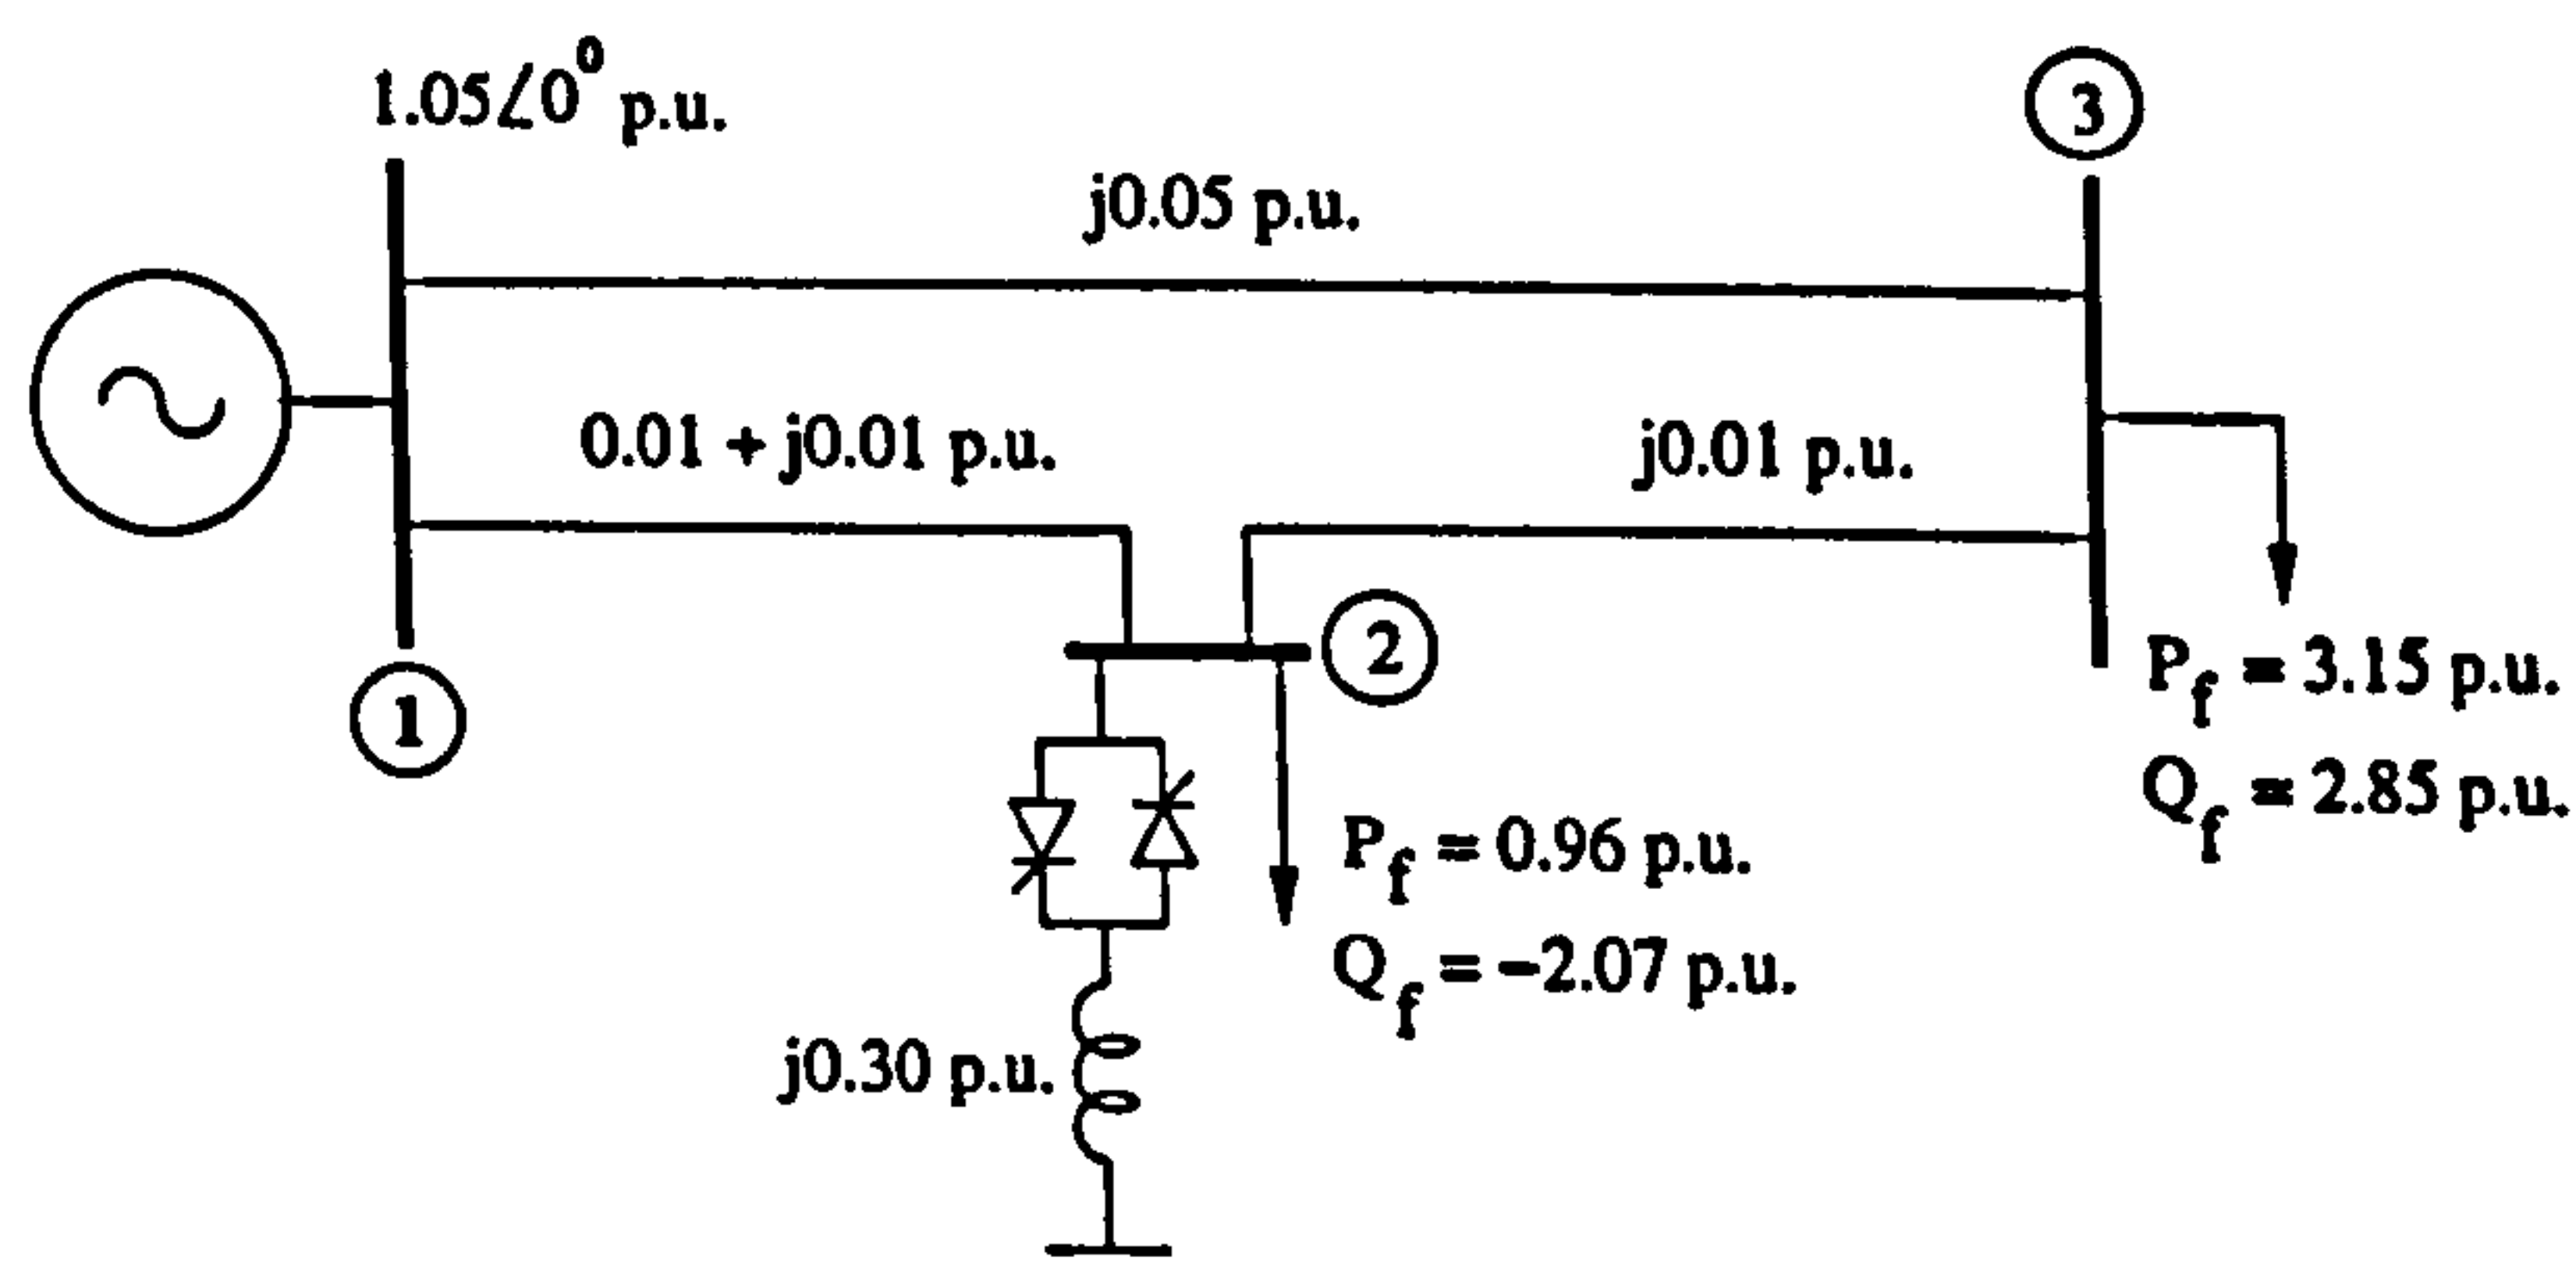 1.05∠0⁰ p.u.
3
j0.05 p.u.
0.01 + j0.01 p.u.
j0.01 p.u.
2
1
P_f = 3.15 p.u.
Q_f = 2.85 p.u.
P_f = 0.96 p.u.
Q_f = −2.07 p.u.
j0.30 p.u.